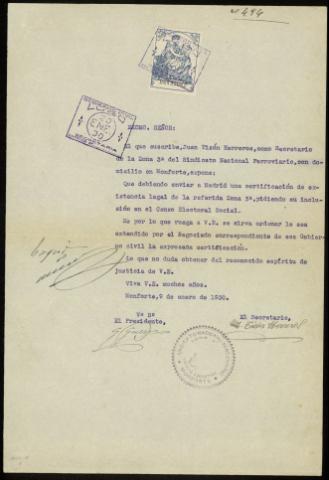 EXCMO. SEÑOR:
El que suscribe, Juan Vizán Herreros, como Secretario
de la Zona 3ª del Sindicato Nacional Ferroviario, con do-
micilio en Monforte, expone:
Que debiendo enviar a Madrid una certificación de ex-
istencia legal de la referida Zona 3ª, pidiendo su inclu-
sión en el Censo Electoral Social.
Es por lo que ruega a V.E. se sirva ordenar le sea
extendido por el Negociado correspondiente de ese Gobier-
no civil la expresada certificación.
Lo que no duda obtener del reconocido espíritu de
justicia de V.E.
Viva V.E. muchos años.
Monforte, 9 de enero de 1930.
Vº Bº
El Presidente,
El Secretario,
MONFORTE